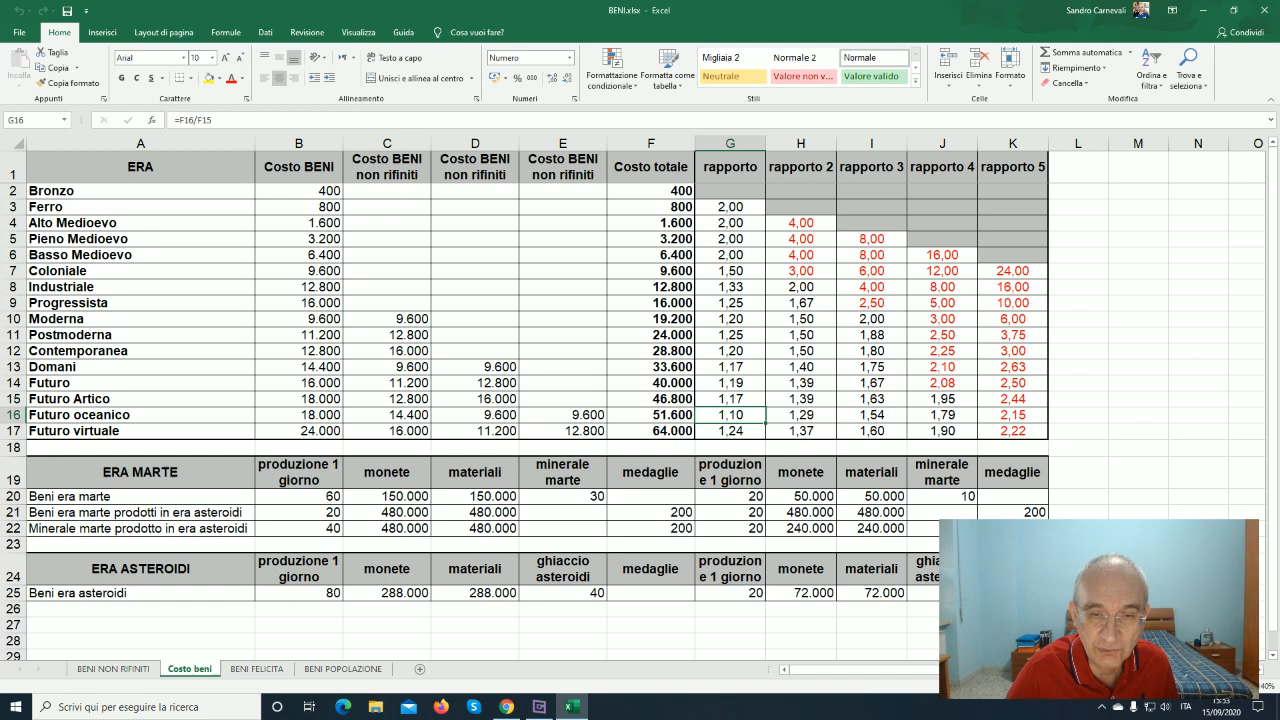 BENI.xlsx - Excel
Sandro Carnevali
File Home Inserisci Layout di pagina Formule Dati Revisione Visualizza Guida Cosa vuoi fare? Condividi
Incolla
Taglia
Copia
Copia formato
Appunti
Arial 10
G C S
Carattere
Testo a capo
Unisci e allinea al centro
Allineamento
Numero
% 000
Numeri
Formattazione condizionale
Formatta come tabella
Migliaia 2 Normale 2 Normale
Neutrale Valore non v... Valore valido
Stili
Inserisci Elimina Formato
Celle
Somma automatica
Riempimento
Cancella
Ordina e filtra
Trova e seleziona
Modifica
G16 fx =F16/F15
A B C D E F G H I J K L M N O
1 ERA Costo BENI Costo BENI non rifiniti Costo BENI non rifiniti Costo BENI non rifiniti Costo totale rapporto rapporto 2 rapporto 3 rapporto 4 rapporto 5
2 Bronzo 400 400
3 Ferro 800 800 2,00
4 Alto Medioevo 1.600 1.600 2,00 4,00
5 Pieno Medioevo 3.200 3.200 2,00 4,00 8,00
6 Basso Medioevo 6.400 6.400 2,00 4,00 8,00 16,00
7 Coloniale 9.600 9.600 1,50 3,00 6,00 12,00 24,00
8 Industriale 12.800 12.800 1,33 2,00 4,00 8,00 16,00
9 Progressista 16.000 16.000 1,25 1,67 2,50 5,00 10,00
10 Moderna 9.600 9.600 19.200 1,20 1,50 2,00 3,00 6,00
11 Postmoderna 11.200 12.800 24.000 1,25 1,50 1,88 2,50 3,75
12 Contemporanea 12.800 16.000 28.800 1,20 1,50 1,80 2,25 3,00
13 Domani 14.400 9.600 9.600 33.600 1,17 1,40 1,75 2,10 2,63
14 Futuro 16.000 11.200 12.800 40.000 1,19 1,39 1,67 2,08 2,50
15 Futuro Artico 18.000 12.800 16.000 46.800 1,17 1,39 1,63 1,95 2,44
16 Futuro oceanico 18.000 14.400 9.600 9.600 51.600 1,10 1,29 1,54 1,79 2,15
17 Futuro virtuale 24.000 16.000 11.200 12.800 64.000 1,24 1,37 1,60 1,90 2,22
18
19 ERA MARTE produzione 1 giorno monete materiali minerale marte medaglie produzion e 1 giorno monete materiali minerale marte medaglie
20 Beni era marte 60 150.000 150.000 30 20 50.000 50.000 10
21 Beni era marte prodotti in era asteroidi 20 480.000 480.000 200 20 480.000 480.000 200
22 Minerale marte prodotto in era asteroidi 40 480.000 480.000 200 20 240.000 240.000
23
24 ERA ASTEROIDI produzione 1 giorno monete materiali ghiaccio asteroidi medaglie produzion e 1 giorno monete materiali
25 Beni era asteroidi 80 288.000 288.000 40 20 72.000 72.000
26
27
28
29
BENI NON RIFINITI Costo beni BENI FELICITA BENI POPOLAZIONE
Scrivi qui per eseguire la ricerca
ITA
15:53
15/09/2020